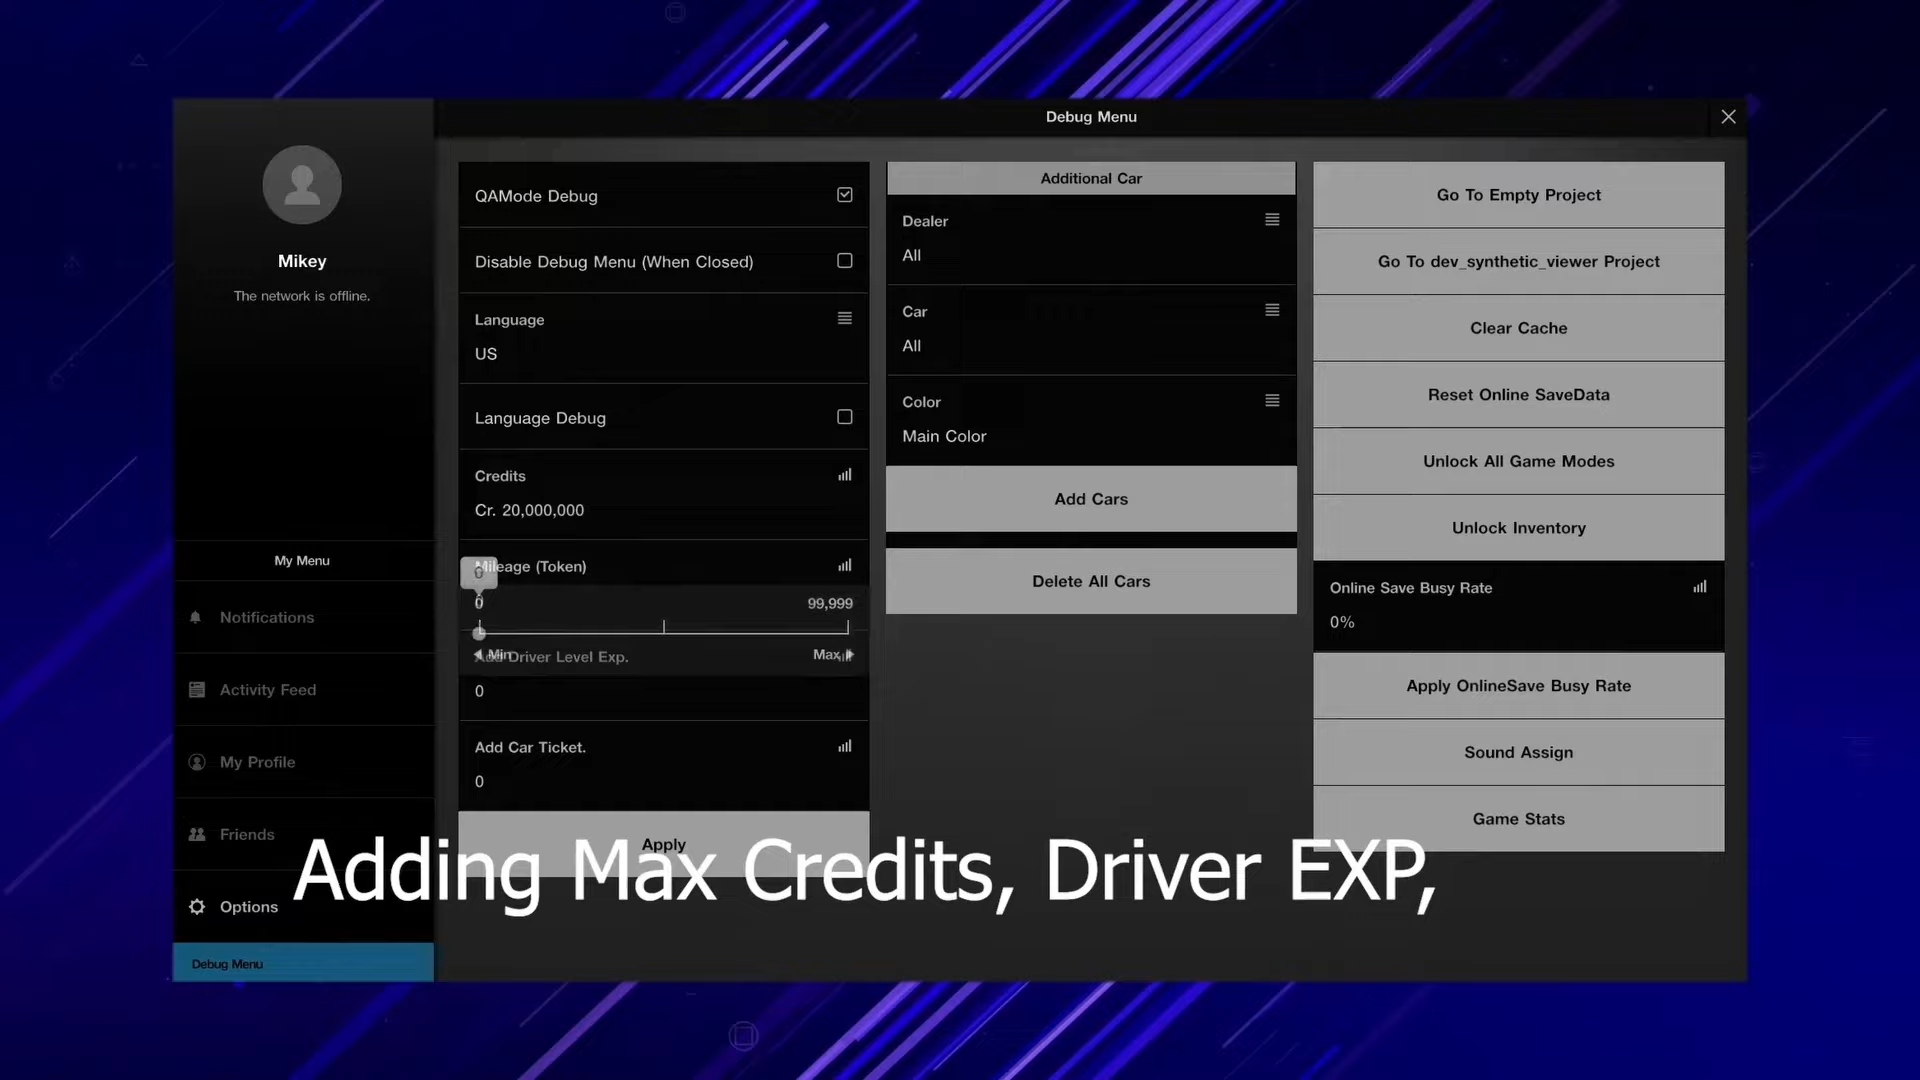 Debug Menu
Mikey
The network is offline.
My Menu
Notifications
Activity Feed
My Profile
Friends
Options
Debug Menu
QAMode Debug
Disable Debug Menu (When Closed)
Language
US
Language Debug
Credits
Cr. 20,000,000
Mileage (Token)
0
0
99,999
Min
Max
Add Driver Level Exp.
0
Add Car Ticket.
0
Apply
Additional Car
Dealer
All
Car
All
Color
Main Color
Add Cars
Delete All Cars
Go To Empty Project
Go To dev_synthetic_viewer Project
Clear Cache
Reset Online SaveData
Unlock All Game Modes
Unlock Inventory
Online Save Busy Rate
0%
Apply OnlineSave Busy Rate
Sound Assign
Game Stats
Adding Max Credits, Driver EXP,